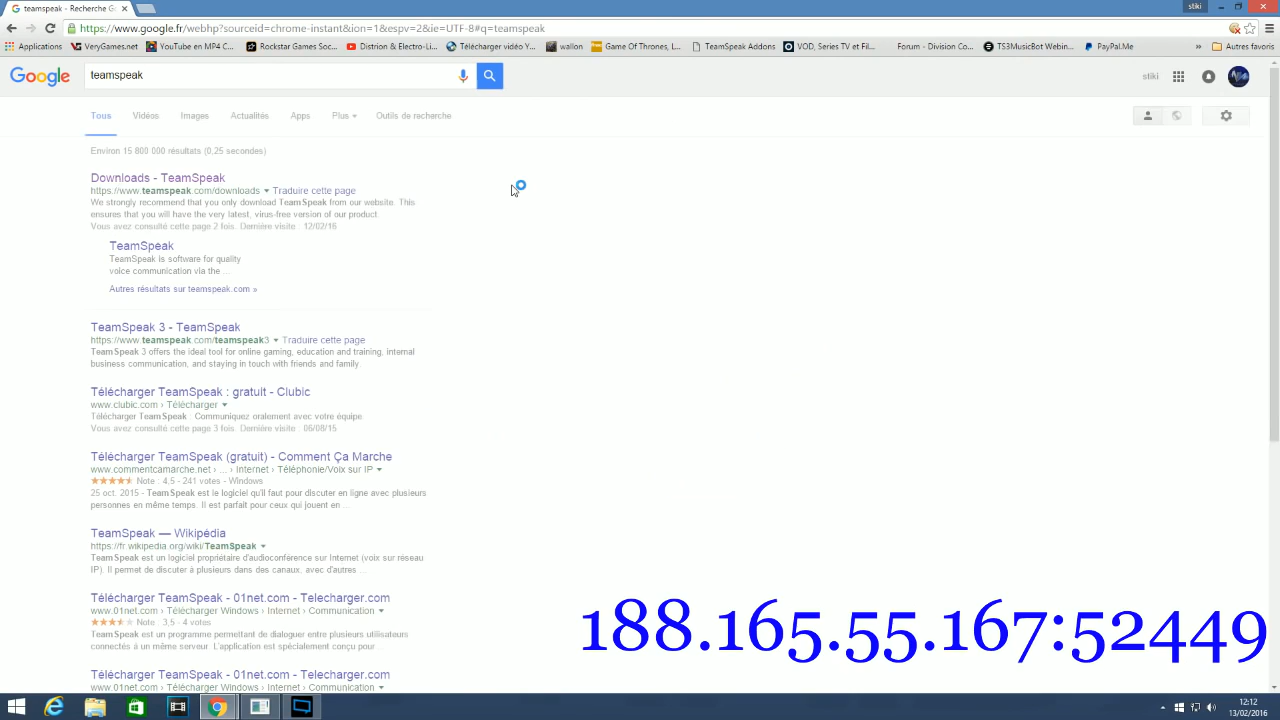 teamspeak - Recherche G
stiki
https://www.google.fr/webhp?sourceid=chrome-instant&ion=1&espv=2&ie=UTF-8#q=teamspeak
Applications VeryGames.net YouTube en MP4 C... Rockstar Games Soc... Distrion & Electro-Li... Télécharger vidéo Y... wallon Game Of Thrones, I... TeamSpeak Addons VOD, Series TV et Fil... Forum - Division Co... TS3MusicBot Webin... PayPal.Me » Autres favoris
Google teamspeak stiki
Tous Vidéos Images Actualités Apps Plus Outils de recherche
Environ 15 800 000 résultats (0,25 secondes)
Downloads - TeamSpeak
https://www.teamspeak.com/downloads Traduire cette page
We strongly recommend that you only download TeamSpeak from our website. This
ensures that you will have the very latest, virus-free version of our product.
Vous avez consulté cette page 2 fois. Dernière visite : 12/02/16
TeamSpeak
TeamSpeak is software for quality
voice communication via the ...
Autres résultats sur teamspeak.com »
TeamSpeak 3 - TeamSpeak
https://www.teamspeak.com/teamspeak3 Traduire cette page
TeamSpeak 3 offers the ideal tool for online gaming, education and training, internal
business communication, and staying in touch with friends and family.
Télécharger TeamSpeak : gratuit - Clubic
www.clubic.com › Télécharger
TeamSpeak : Communiquez oralement avec votre équipe.
Vous avez consulté cette page 3 fois. Dernière visite : 06/08/15
Télécharger TeamSpeak (gratuit) - Comment Ça Marche
www.commentcamarche.net › ... › Internet › Téléphonie/Voix sur IP
Note : 4,5 - 241 votes - Windows
25 oct. 2015 - TeamSpeak est le logiciel qu'il faut pour discuter en ligne avec plusieurs
personnes en même temps. Il est parfait pour ceux qui jouent en ...
TeamSpeak — Wikipédia
https://fr.wikipedia.org/wiki/TeamSpeak
TeamSpeak est un logiciel propriétaire d'audioconférence sur Internet (voix sur réseau
IP). Il permet de discuter à plusieurs dans des canaux, avec d'autres ...
Télécharger TeamSpeak - 01net.com - Telecharger.com
www.01net.com › Télécharger Windows › Internet › Communication
Note : 3,5 - 4 votes
TeamSpeak est un programme permettant de dialoguer entre plusieurs utilisateurs
connectés à un même serveur. L'application est spécialement conçu pour ...
Télécharger TeamSpeak - 01net.com - Telecharger.com
www.01net.com › Télécharger Windows › Internet › Communication
188.165.55.167:52449
12:12
13/02/2016